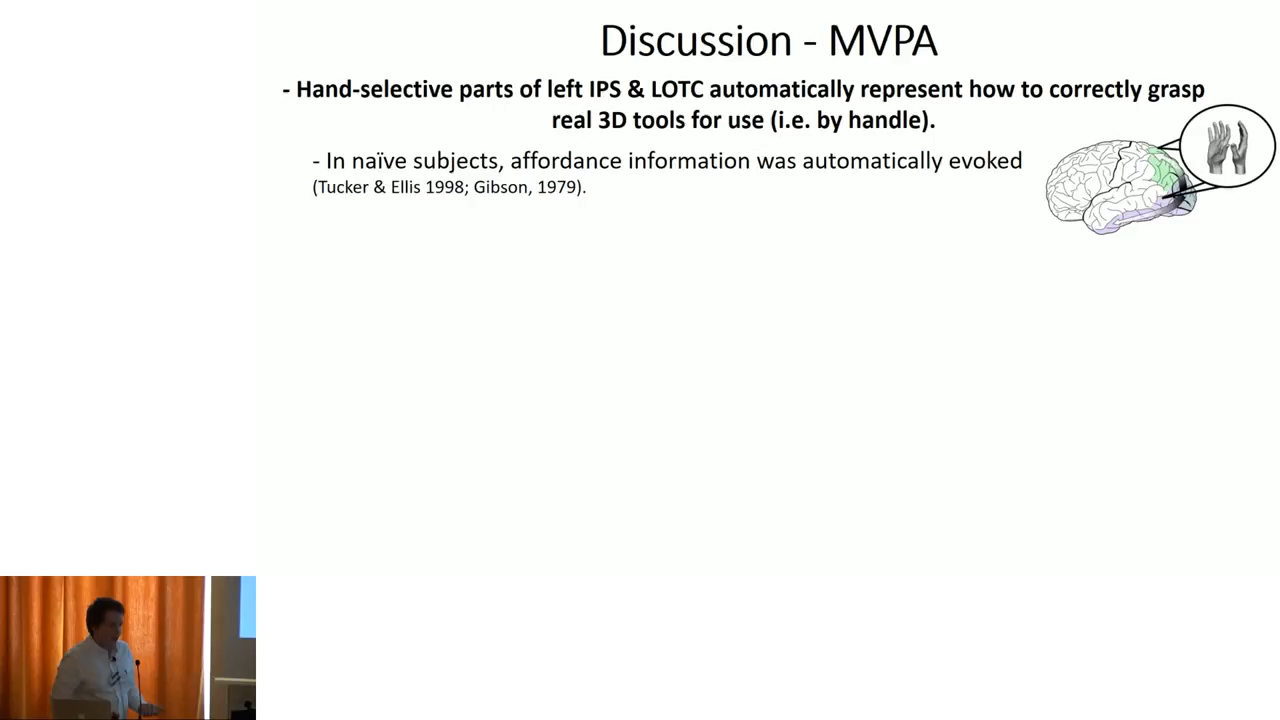 Discussion - MVPA
- Hand-selective parts of left IPS & LOTC automatically represent how to correctly grasp
real 3D tools for use (i.e. by handle).
- In naïve subjects, affordance information was automatically evoked
(Tucker & Ellis 1998; Gibson, 1979).